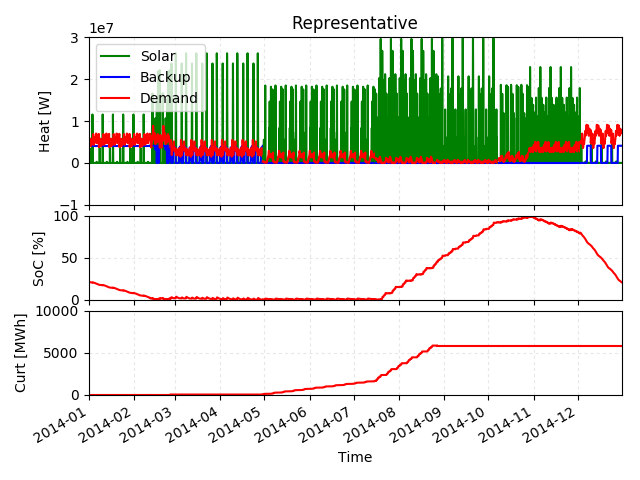 Representative
1e7
3
2
1
0
−1
Heat [W]
Solar
Backup
Demand
100
50
0
SoC [%]
10000
5000
0
Curt [MWh]
2014-01
2014-02
2014-03
2014-04
2014-05
2014-06
2014-07
2014-08
2014-09
2014-10
2014-11
2014-12
Time